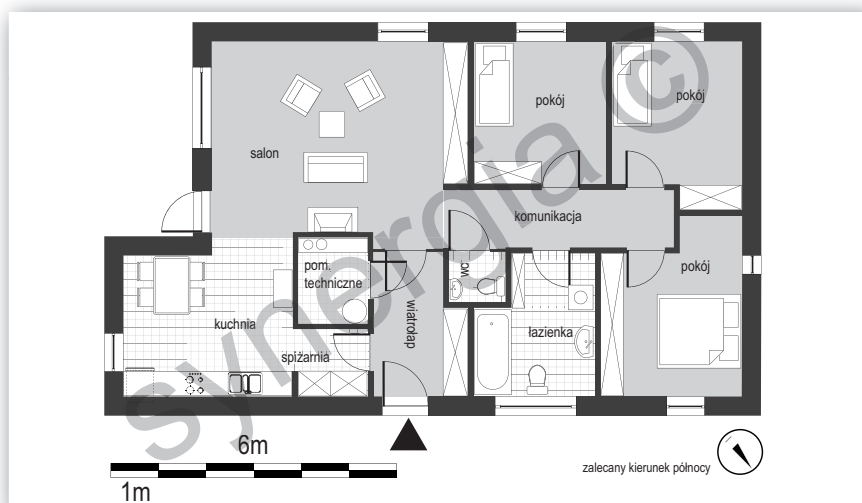 pokój
pokój
salon
komunikacja
pom.
techniczne
wc
pokój
wiatrołap
kuchnia
łazienka
spiżarnia
synergia ©
6m
1m
zalecany kierunek północy